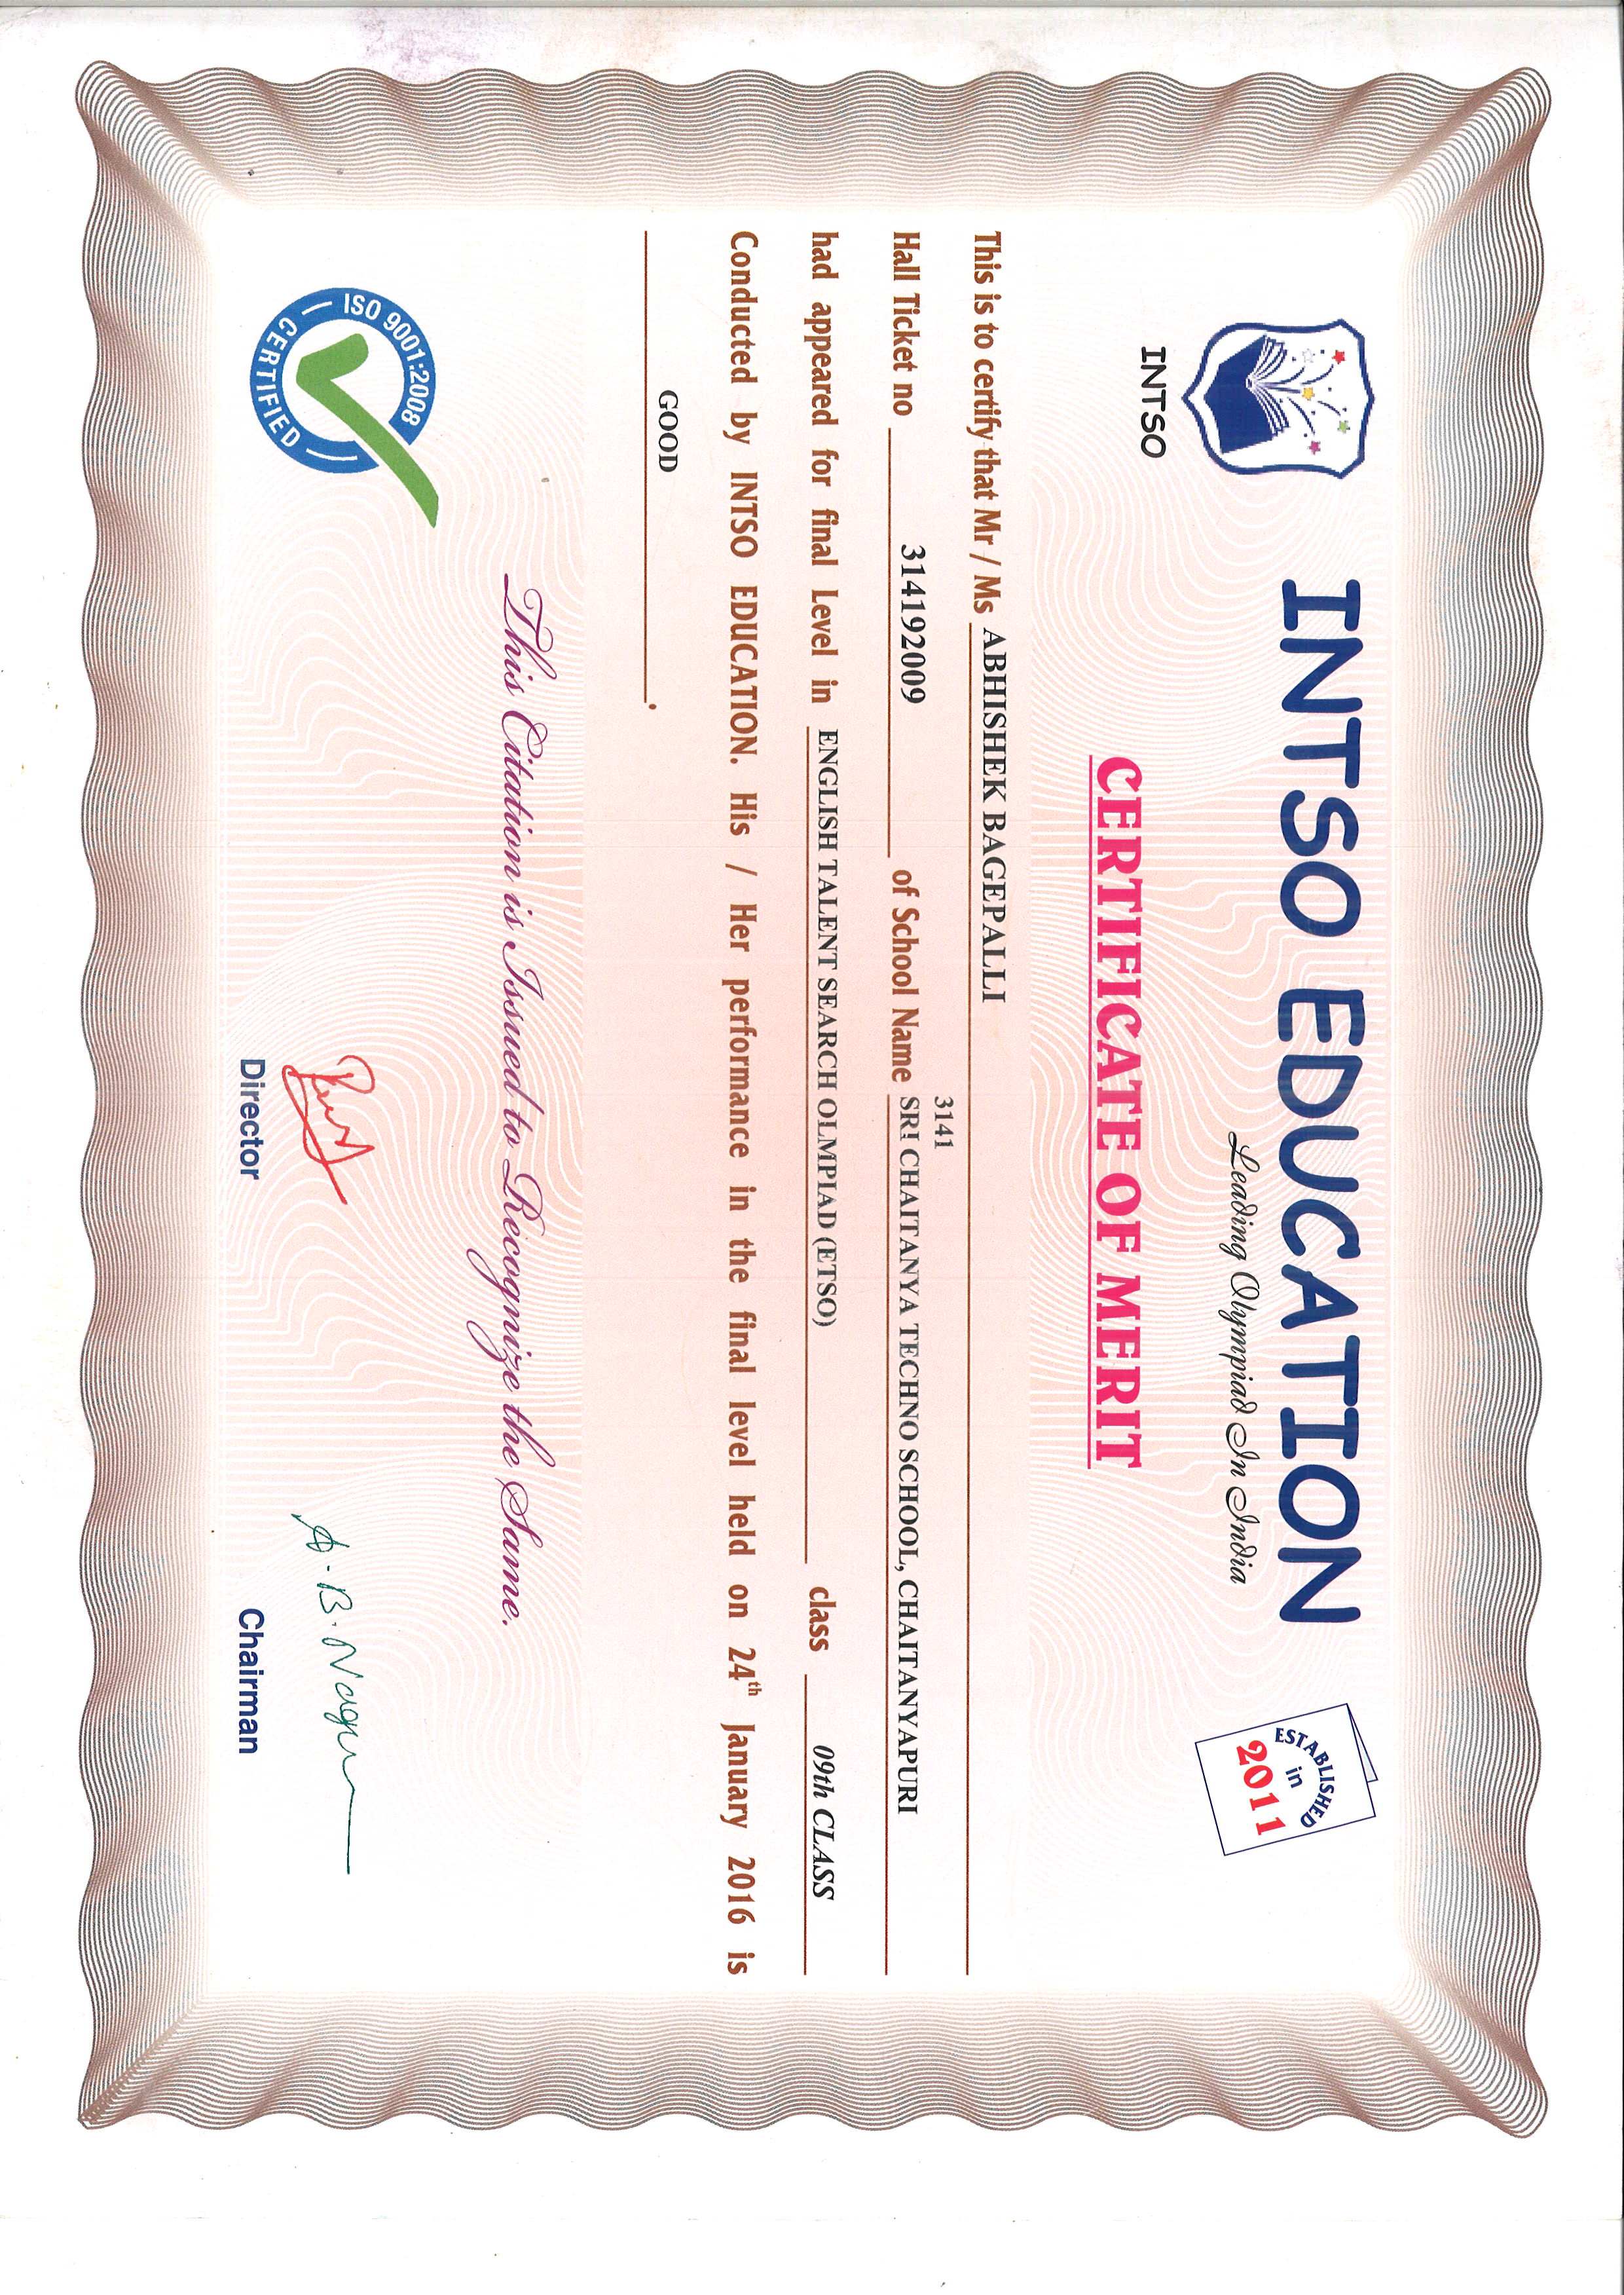 INTSO EDUCATION
Leading Olympiad In India
ESTABLISHED
in
2011
INTSO
CERTIFICATE OF MERIT
This is to certify that Mr / Ms ABHISHEK BAGEPALLI
3141
Hall Ticket no 314192009 of School Name SRI CHAITANYA TECHNO SCHOOL, CHAITANYAPURI
had appeared for final Level in ENGLISH TALENT SEARCH OLMPIAD (ETSO) class 09th CLASS
Conducted by INTSO EDUCATION. His / Her performance in the final level held on 24th January 2016 is
GOOD.
This Citation is Issued to Recognize the Same.
ISO 9001:2008
CERTIFIED
A.B.Nagu
Director
Chairman